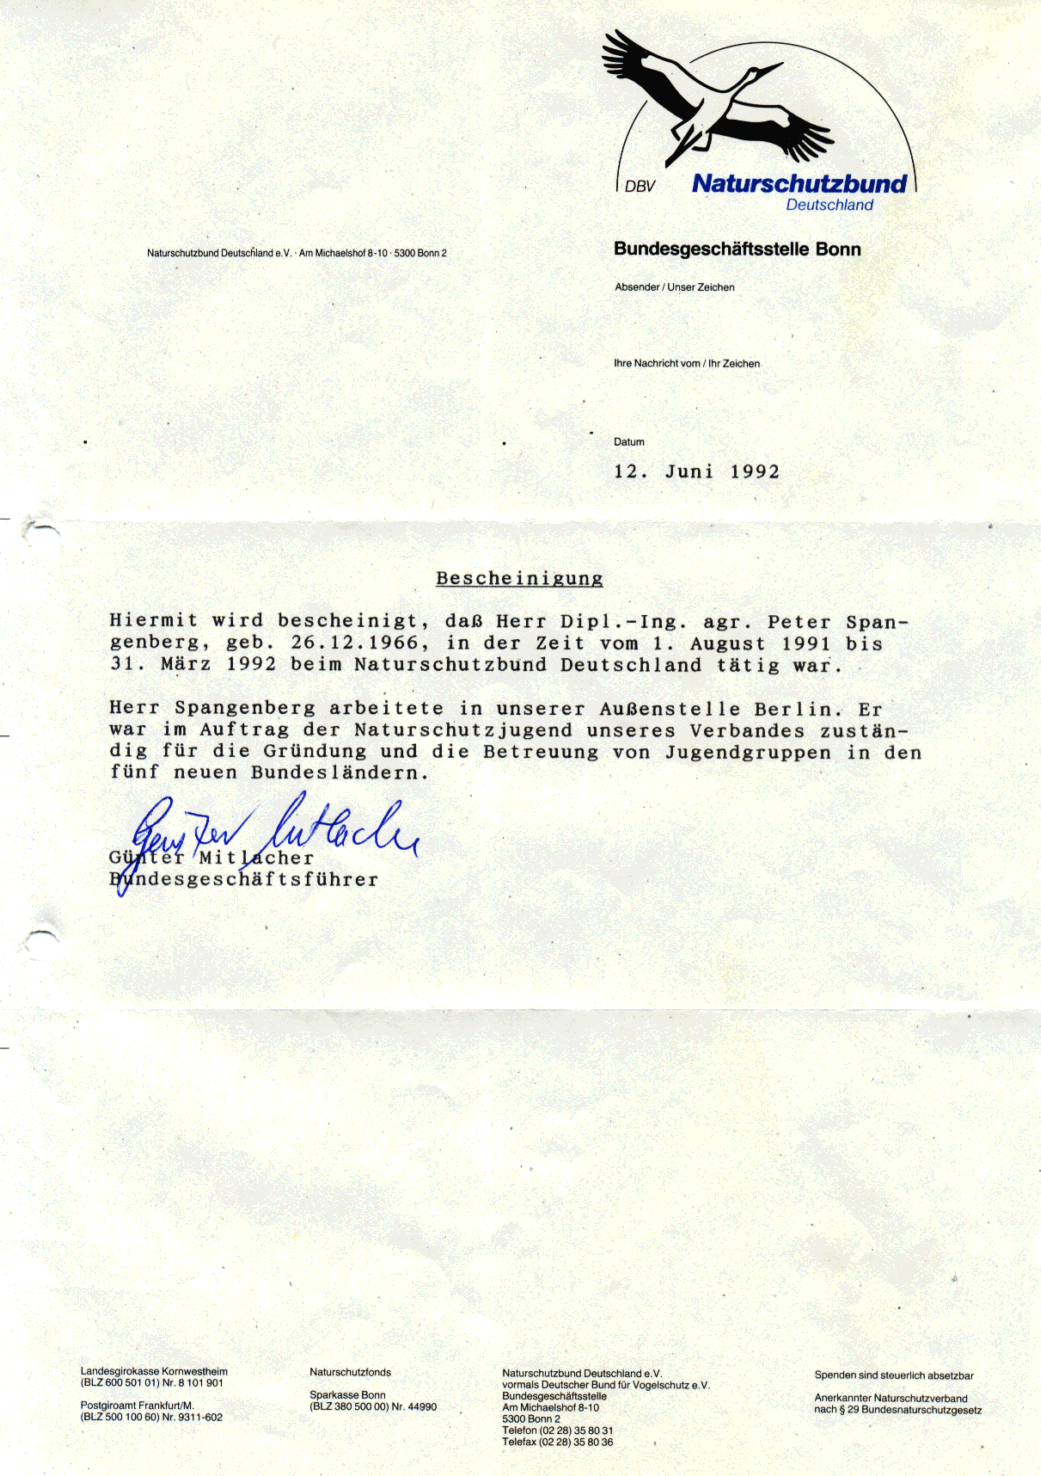 DBV Naturschutzbund
Deutschland
Naturschutzbund Deutschland e.V. · Am Michaelshof 8-10 · 5300 Bonn 2
Bundesgeschäftsstelle Bonn
Absender / Unser Zeichen
Ihre Nachricht vom / Ihr Zeichen
Datum
12. Juni 1992
Bescheinigung
Hiermit wird bescheinigt, daß Herr Dipl.-Ing. agr. Peter Span-
genberg, geb. 26.12.1966, in der Zeit vom 1. August 1991 bis
31. März 1992 beim Naturschutzbund Deutschland tätig war.
Herr Spangenberg arbeitete in unserer Außenstelle Berlin. Er
war im Auftrag der Naturschutzjugend unseres Verbandes zustän-
dig für die Gründung und die Betreuung von Jugendgruppen in den
fünf neuen Bundesländern.
Günter Mitlacher
Günter Mitlacher
Bundesgeschäftsführer
Landesgirokasse Kornwestheim
(BLZ 600 501 01) Nr. 8 101 901
Postgiroamt Frankfurt/M.
(BLZ 500 100 60) Nr. 9311-602
Naturschutzfonds
Sparkasse Bonn
(BLZ 380 500 00) Nr. 44990
Naturschutzbund Deutschland e.V.
vormals Deutscher Bund für Vogelschutz e.V.
Bundesgeschäftsstelle
Am Michaelshof 8-10
5300 Bonn 2
Telefon (02 28) 35 80 31
Telefax (02 28) 35 80 36
Spenden sind steuerlich absetzbar
Anerkannter Naturschutzverband
nach § 29 Bundesnaturschutzgesetz